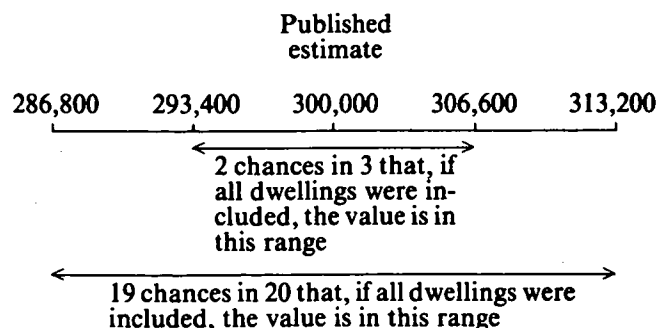 Published
estimate
286,800 293,400 300,000 306,600 313,200
2 chances in 3 that, if
all dwellings were in-
cluded, the value is in
this range
19 chances in 20 that, if all dwellings were
included, the value is in this range